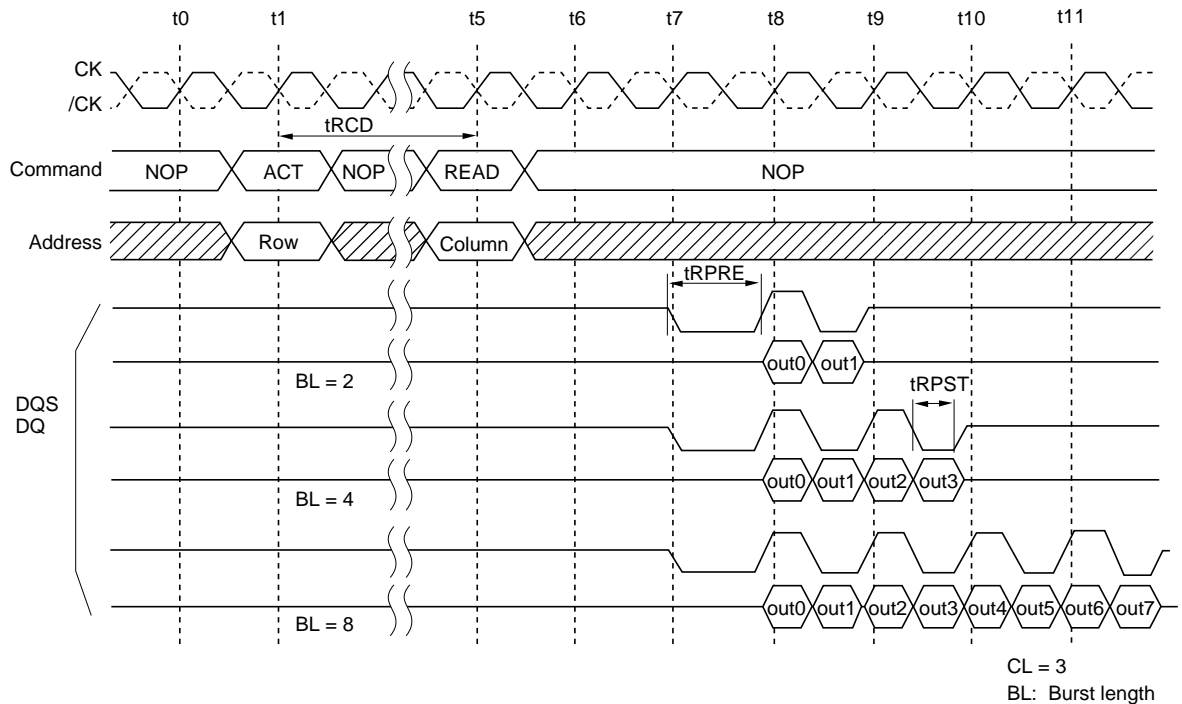 t0 t1 t5 t6 t7 t8 t9 t10 t11
CK
/CK
tRCD
Command NOP ACT NOP READ NOP
Address Row Column
tRPRE
out0 out1
BL = 2
tRPST
DQS
DQ
out0 out1 out2 out3
BL = 4
out0 out1 out2 out3 out4 out5 out6 out7
BL = 8
CL = 3
BL: Burst length